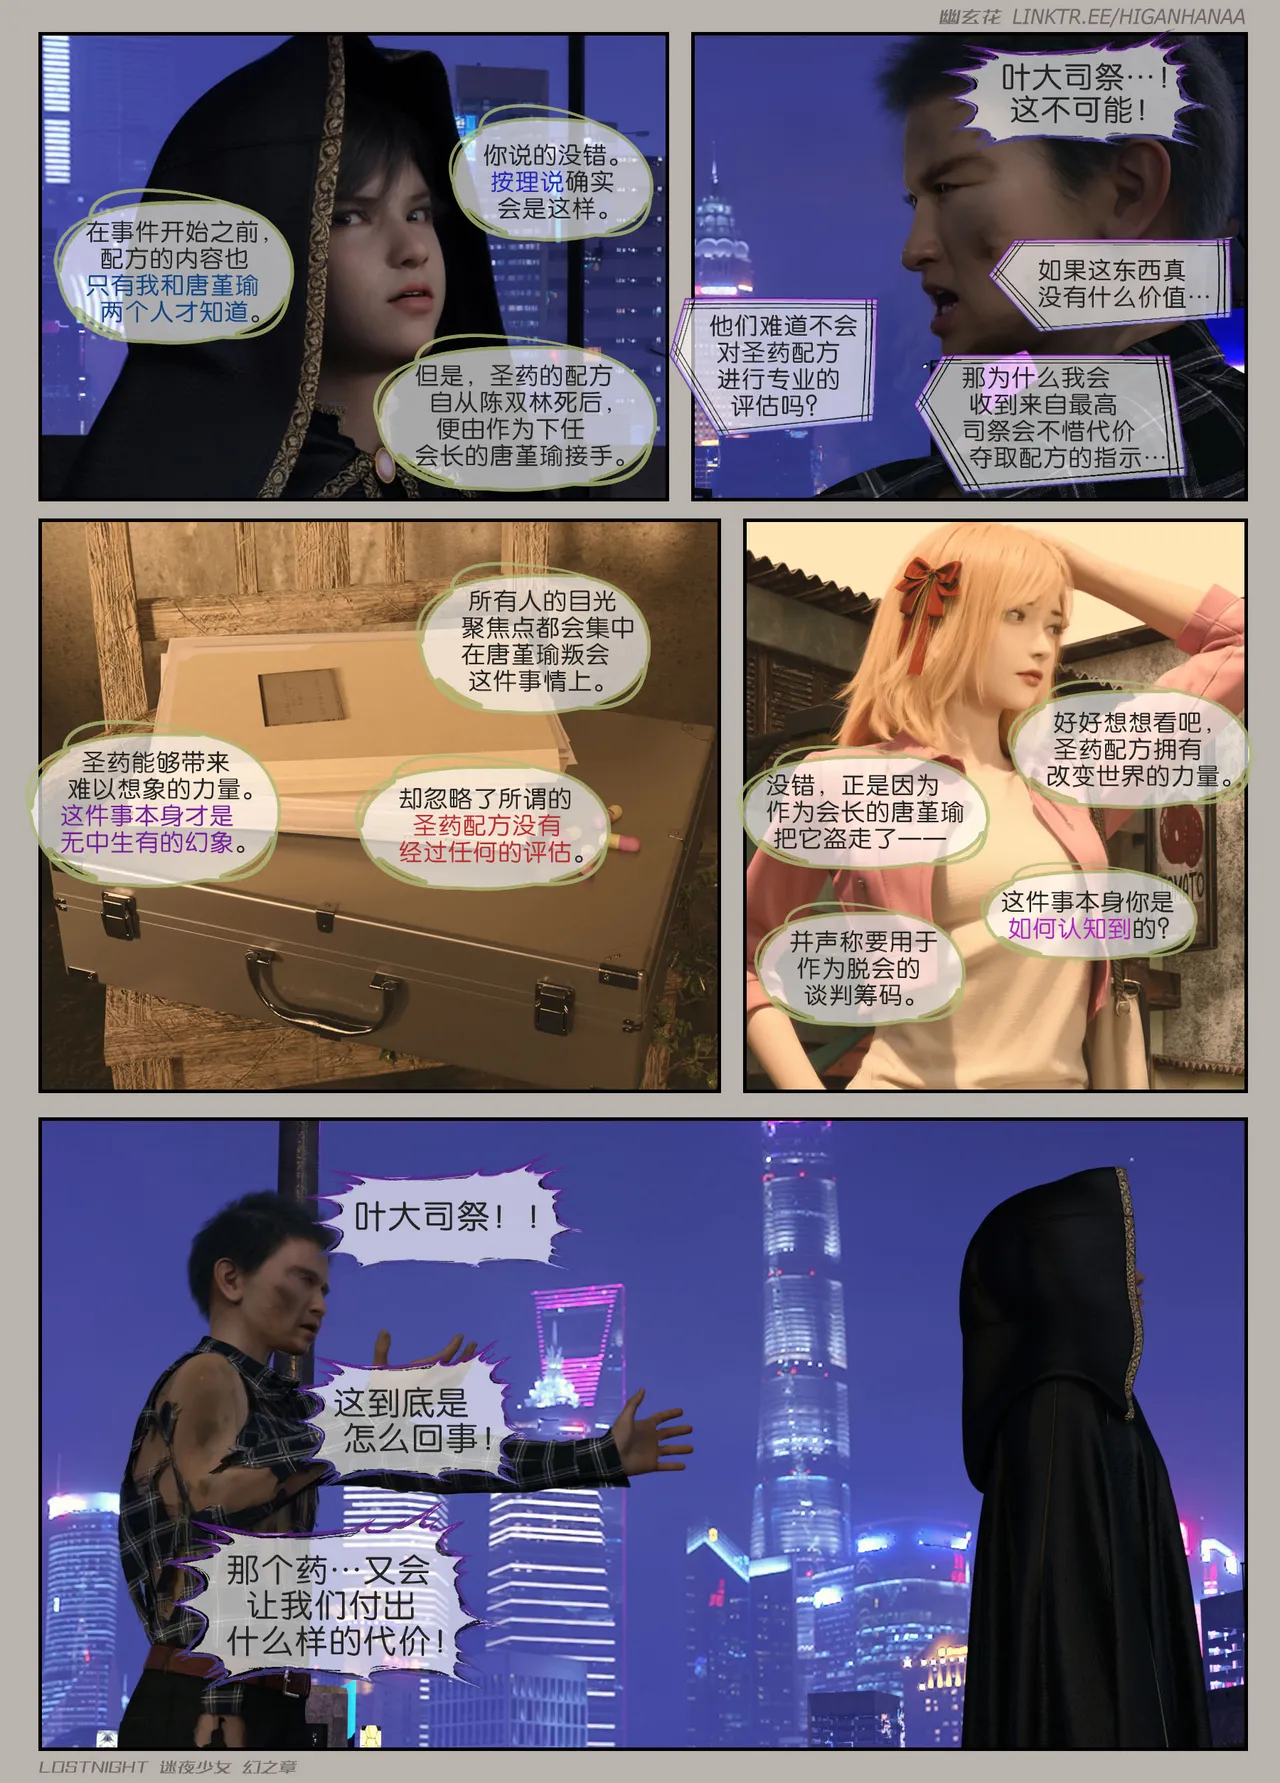 幽玄花 LINKTR.EE/HIGANHANAA
叶大司祭…！
这不可能！
如果这东西真
没有什么价值…
那为什么我会
收到来自最高
司祭会不惜代价
夺取配方的指示…
他们难道不会
对圣药配方
进行专业的
评估吗？
你说的没错。
按理说确实
会是这样。
在事件开始之前，
配方的内容也
只有我和唐堇瑜
两个人才知道。
但是，圣药的配方
自从陈双林死后，
便由作为下任
会长的唐堇瑜接手。
所有人的目光
聚焦点都会集中
在唐堇瑜叛会
这件事情上。
却忽略了所谓的
圣药配方没有
经过任何的评估。
圣药能够带来
难以想象的力量。
这件事本身才是
无中生有的幻象。
好好想想看吧，
圣药配方拥有
改变世界的力量。
这件事本身你是
如何认知到的？
没错，正是因为
作为会长的唐堇瑜
把它盗走了——
并声称要用于
作为脱会的
谈判筹码。
叶大司祭！！
这到底是
怎么回事！
那个药…又会
让我们付出
什么样的代价！
LOSTNIGHT 迷夜少女 幻之章